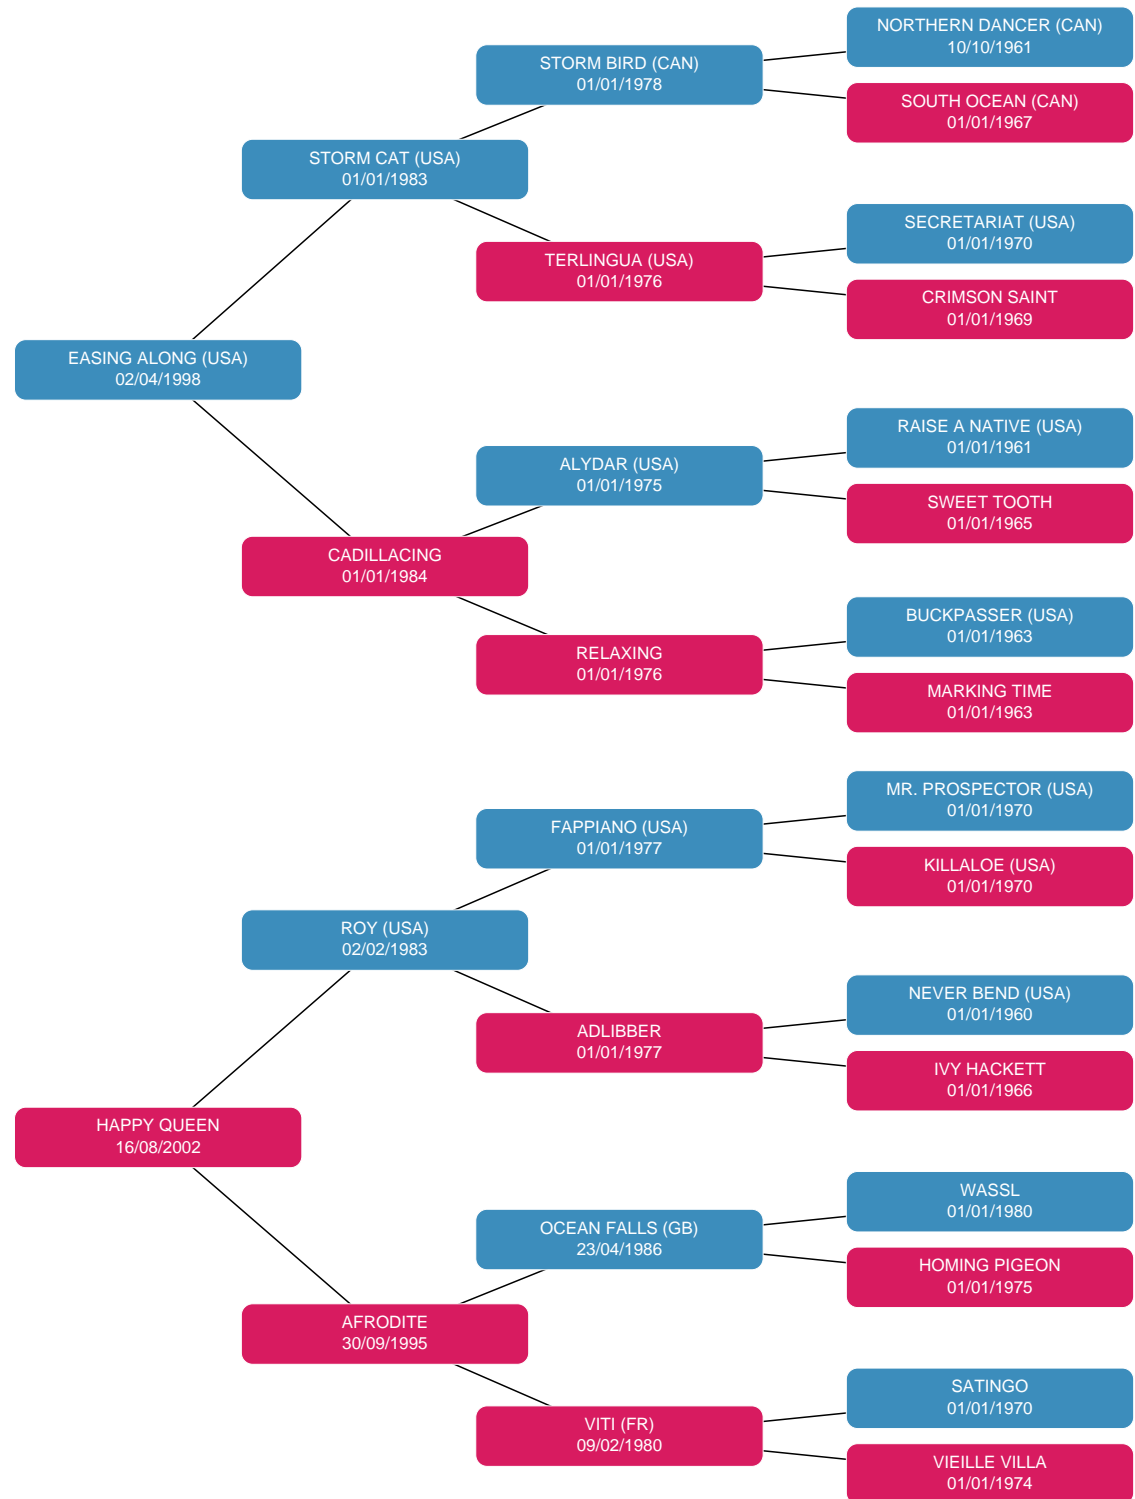 NORTHERN DANCER (CAN)
10/10/1961
STORM BIRD (CAN)
01/01/1978
SOUTH OCEAN (CAN)
01/01/1967
STORM CAT (USA)
01/01/1983
SECRETARIAT (USA)
01/01/1970
TERLINGUA (USA)
01/01/1976
CRIMSON SAINT
01/01/1969
EASING ALONG (USA)
02/04/1998
RAISE A NATIVE (USA)
01/01/1961
ALYDAR (USA)
01/01/1975
SWEET TOOTH
01/01/1965
CADILLACING
01/01/1984
BUCKPASSER (USA)
01/01/1963
RELAXING
01/01/1976
MARKING TIME
01/01/1963
MR. PROSPECTOR (USA)
01/01/1970
FAPPIANO (USA)
01/01/1977
KILLALOE (USA)
01/01/1970
ROY (USA)
02/02/1983
NEVER BEND (USA)
01/01/1960
ADLIBBER
01/01/1977
IVY HACKETT
01/01/1966
HAPPY QUEEN
16/08/2002
WASSL
01/01/1980
OCEAN FALLS (GB)
23/04/1986
HOMING PIGEON
01/01/1975
AFRODITE
30/09/1995
SATINGO
01/01/1970
VITI (FR)
09/02/1980
VIEILLE VILLA
01/01/1974